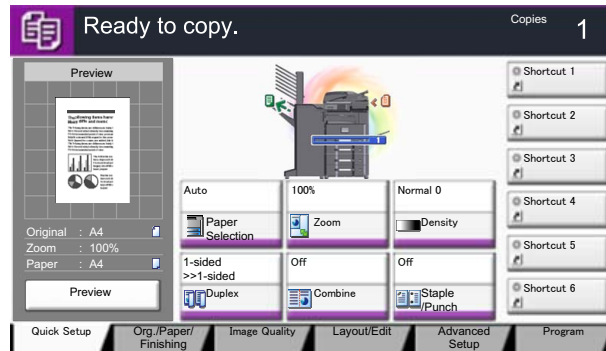 Ready to copy.
Copies 1
Preview
Original : A4
Zoom : 100%
Paper : A4
Preview
1
Auto
Paper
Selection
100%
Zoom
Normal 0
Density
1-sided
>>1-sided
Duplex
Off
Combine
Off
Staple
/Punch
Shortcut 1
Shortcut 2
Shortcut 3
Shortcut 4
Shortcut 5
Shortcut 6
Quick Setup
Org./Paper/
Finishing
Image Quality
Layout/Edit
Advanced
Setup
Program